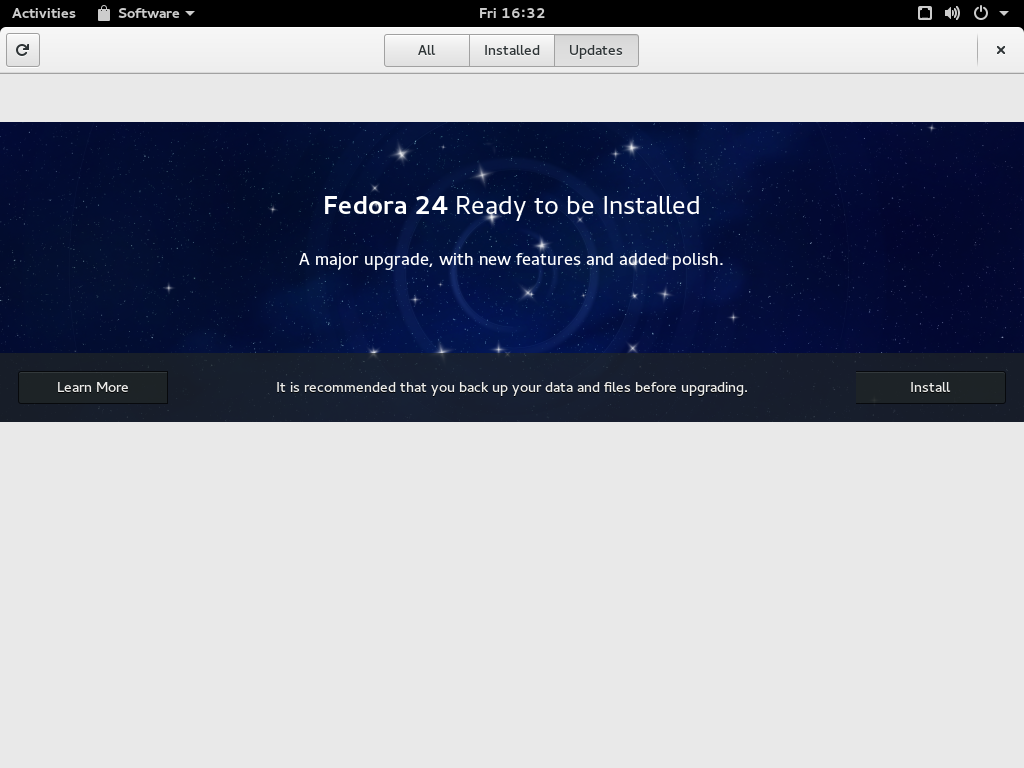 Activities Software Fri 16:32
All Installed Updates
Fedora 24 Ready to be Installed
A major upgrade, with new features and added polish.
Learn More It is recommended that you back up your data and files before upgrading. Install